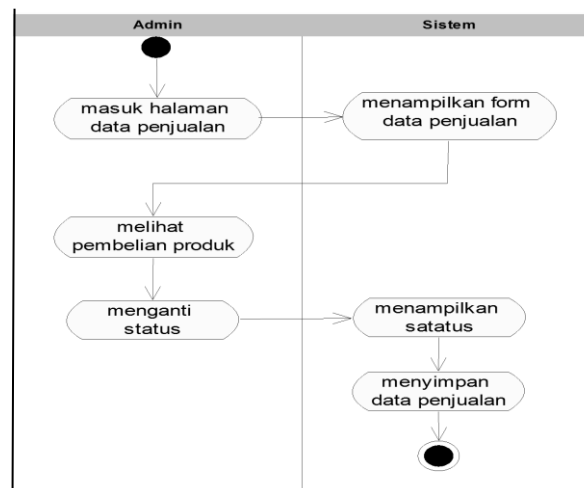 Admin
Sistem
masuk halaman
data penjualan
menampilkan form
data penjualan
melihat
pembelian produk
menganti
status
menampilkan
satatus
menyimpan
data penjualan